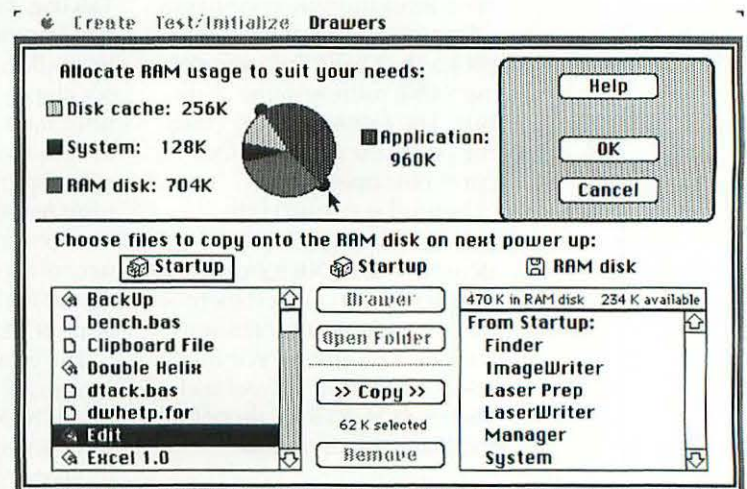 Create Test/Initialize Drawers
Allocate RAM usage to suit your needs:
Disk cache: 256K
System: 128K
RAM disk: 704K
Application:
960K
Help
OK
Cancel
Choose files to copy onto the RAM disk on next power up:
Startup
Startup
RAM disk
BackUp
bench.bas
Clipboard File
Double Helix
dtack.bas
dwhetp.for
Edit
Excel 1.0
Drawer
Open Folder
>> Copy >>
62 K selected
Remove
470 K in RAM disk 234 K available
From Startup:
Finder
ImageWriter
Laser Prep
LaserWriter
Manager
System